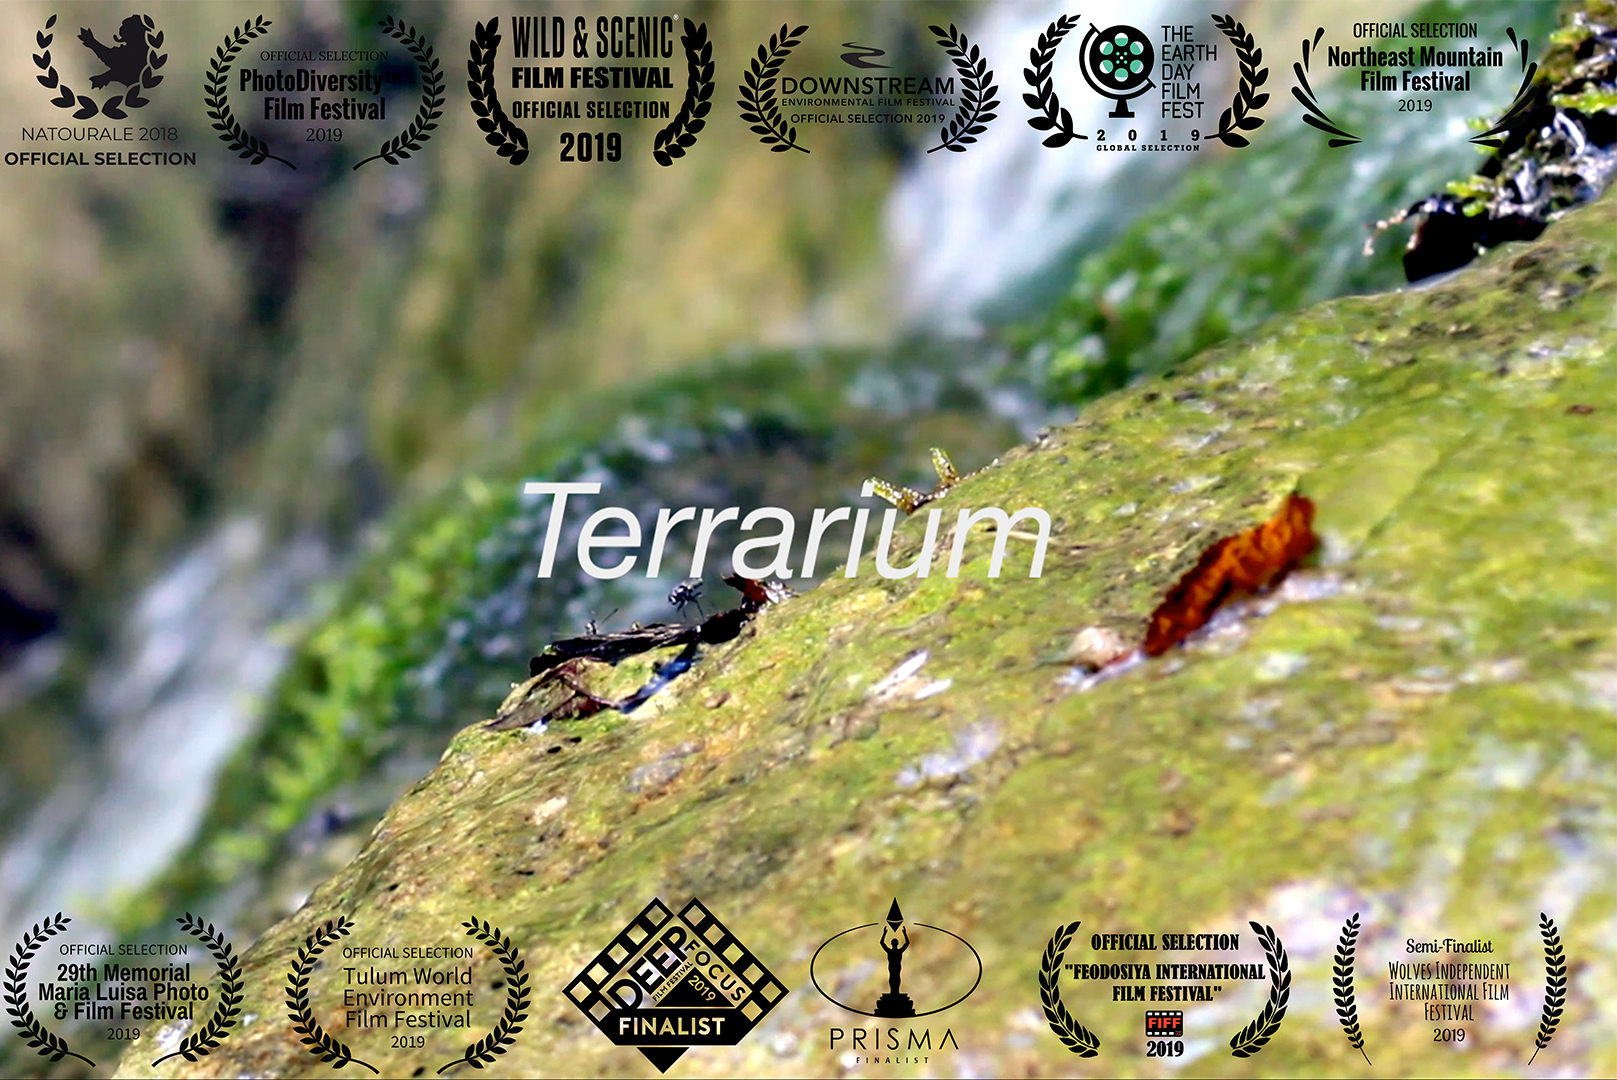 NATOURALE 2018
OFFICIAL SELECTION
OFFICIAL SELECTION
PhotoDiversity
Film Festival
2019
WILD & SCENIC®
FILM FESTIVAL
OFFICIAL SELECTION
2019
DOWNSTREAM
ENVIRONMENTAL FILM FESTIVAL
OFFICIAL SELECTION 2019
THE
EARTH
DAY
FILM
FEST
2 0 1 9
GLOBAL SELECTION
OFFICIAL SELECTION
Northeast Mountain
Film Festival
2019
Terrarium
OFFICIAL SELECTION
29th Memorial
Maria Luisa Photo
& Film Festival
2019
OFFICIAL SELECTION
Tulum World
Environment
Film Festival
2019
DEEP
FOCUS
FILM FESTIVAL
2019
FINALIST
PRISMA
FINALIST
OFFICIAL SELECTION
"FEODOSIYA INTERNATIONAL
FILM FESTIVAL"
FIFF
2019
Semi-Finalist
WOLVES INDEPENDENT
INTERNATIONAL FILM
FESTIVAL
2019